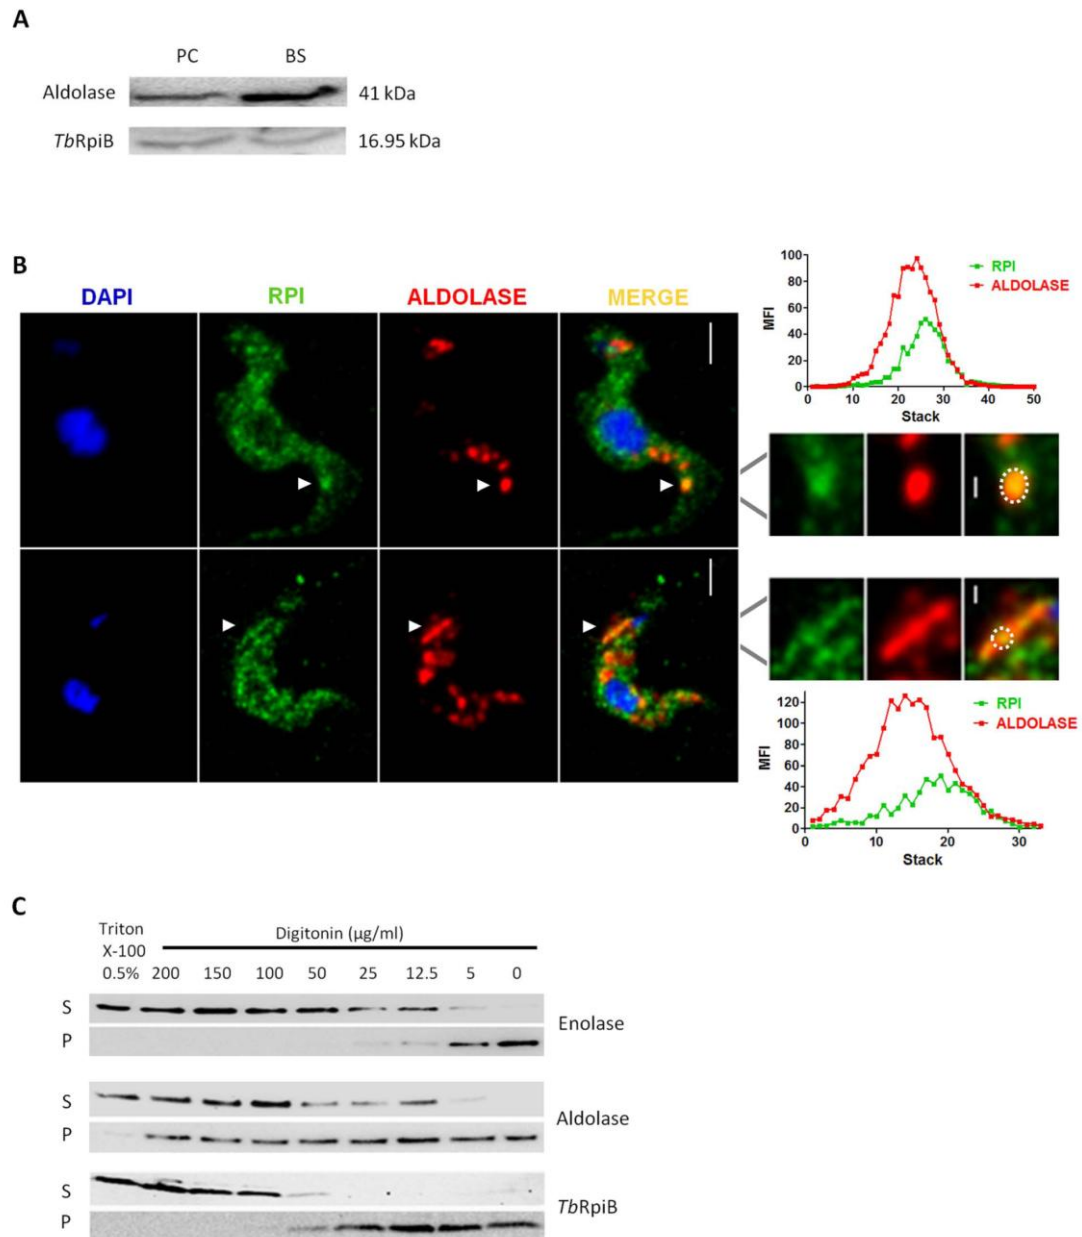 A
PC BS
Aldolase 41 kDa
TbRpiB 16.95 kDa
B
DAPI RPI ALDOLASE MERGE
100
80
60
40
20
0
MFI
0 10 20 30 40 50
Stack
RPI
ALDOLASE
120
100
80
60
40
20
0
MFI
0 10 20 30
Stack
RPI
ALDOLASE
C
Triton
X-100
0.5%
Digitonin (µg/ml)
200 150 100 50 25 12.5 5 0
S
P
Enolase
S
P
Aldolase
S
P
TbRpiB